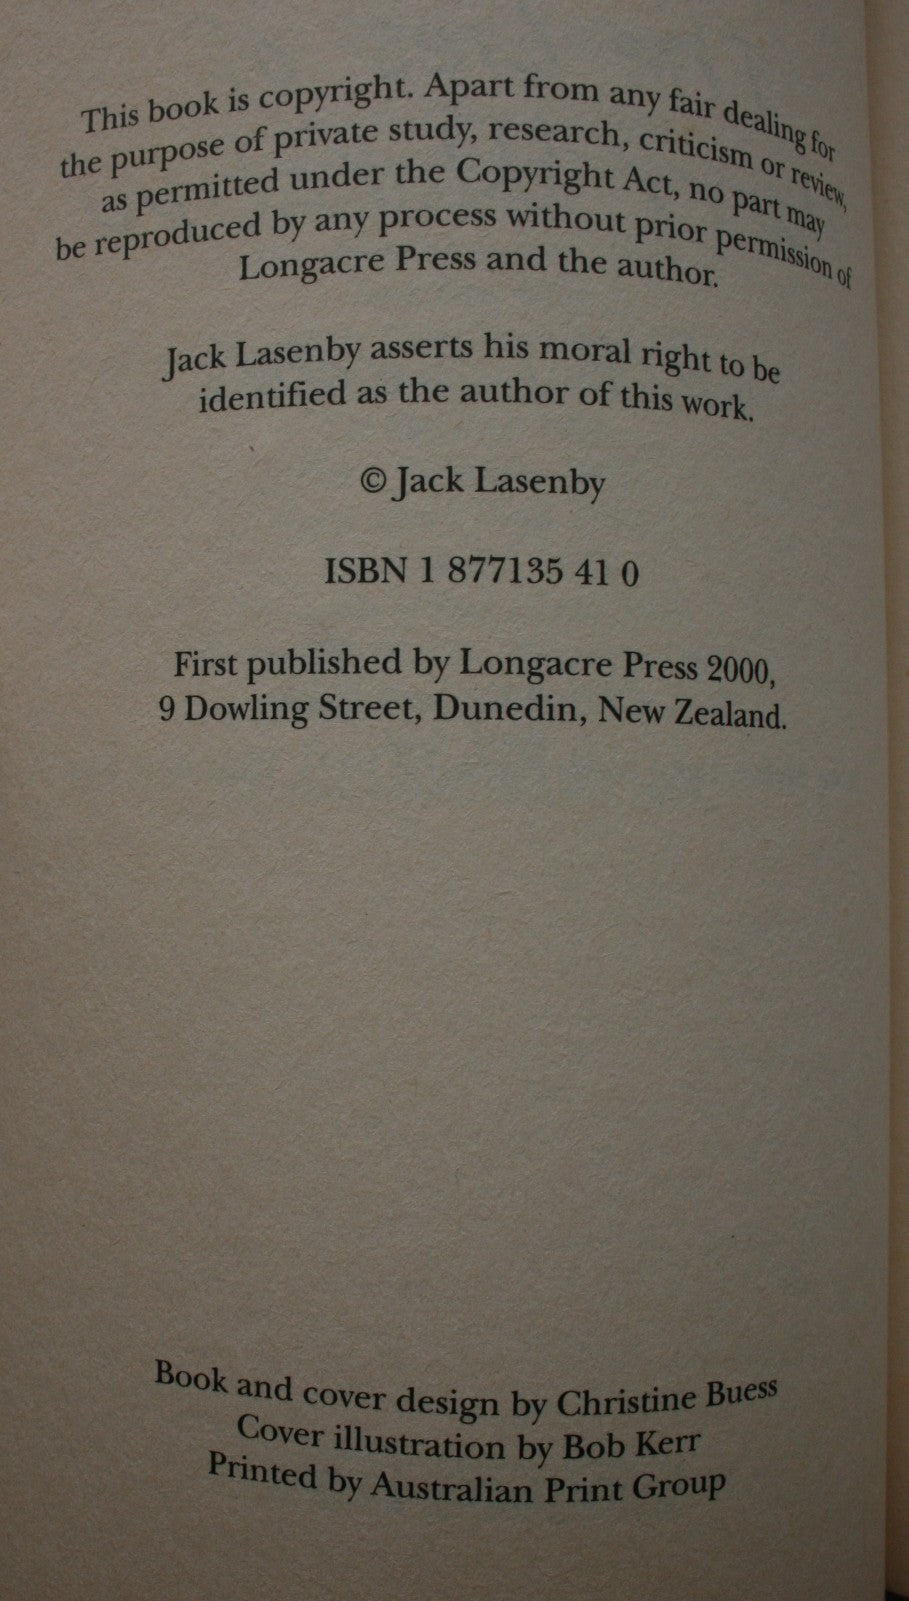 This book is copyright. Apart from any fair dealing for
the purpose of private study, research, criticism or review,
as permitted under the Copyright Act, no part may
be reproduced by any process without prior permission of
Longacre Press and the author.
Jack Lasenby asserts his moral right to be
identified as the author of this work.
© Jack Lasenby
ISBN 1 877135 41 0
First published by Longacre Press 2000,
9 Dowling Street, Dunedin, New Zealand.
Book and cover design by Christine Buess
Cover illustration by Bob Kerr
Printed by Australian Print Group